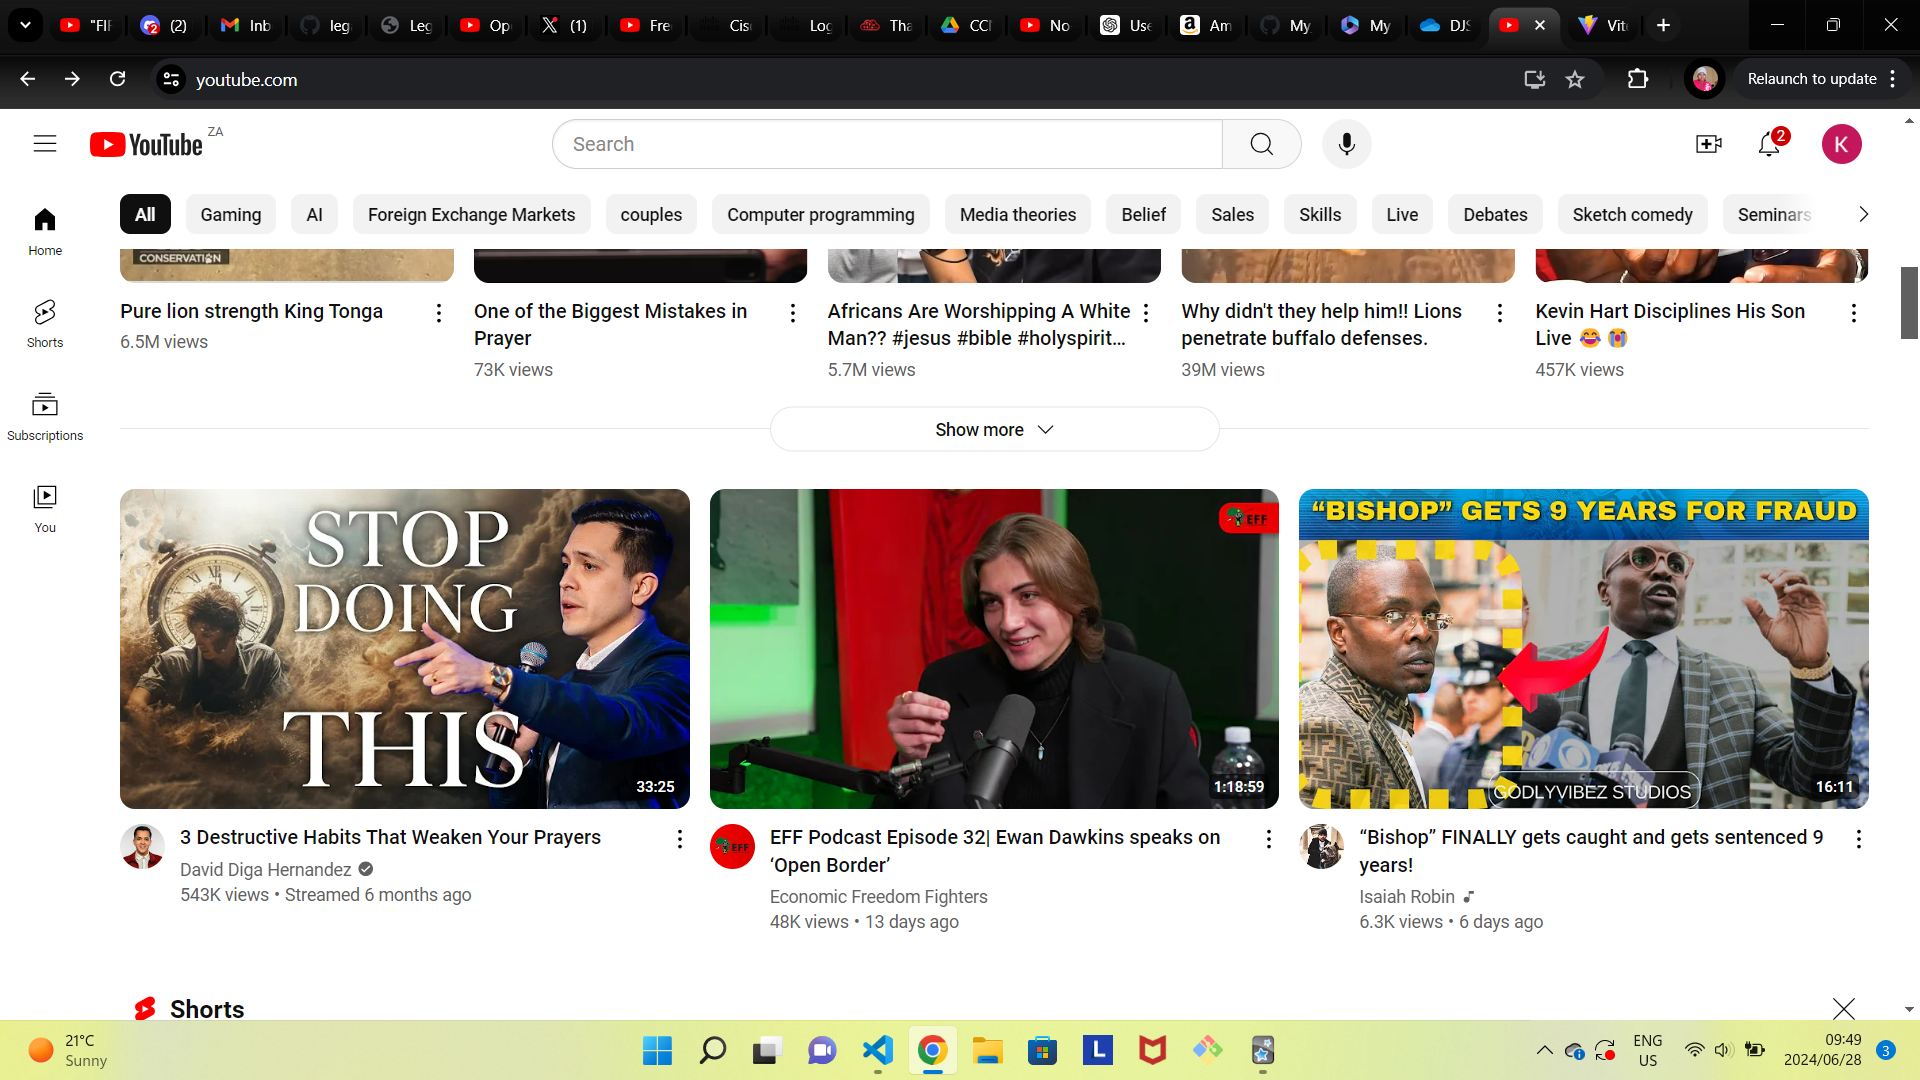 "FIF
(2)
Inb
leg
Leg
Op
(1)
Fre
Cis
Log
Tha
CCN
No
Use
Am
My
My
DJS
Vite
youtube.com
Relaunch to update
YouTube ZA
Search
2
K
Home
Shorts
Subscriptions
You
All
Gaming
AI
Foreign Exchange Markets
couples
Computer programming
Media theories
Belief
Sales
Skills
Live
Debates
Sketch comedy
Seminars
CONSERVATION
Pure lion strength King Tonga
6.5M views
One of the Biggest Mistakes in
Prayer
73K views
Africans Are Worshipping A White
Man?? #jesus #bible #holyspirit...
5.7M views
Why didn't they help him!! Lions
penetrate buffalo defenses.
39M views
Kevin Hart Disciplines His Son
Live 😂 😭
457K views
Show more
STOP
DOING
THIS
33:25
3 Destructive Habits That Weaken Your Prayers
David Diga Hernandez
543K views • Streamed 6 months ago
EFF
1:18:59
EFF
EFF Podcast Episode 32| Ewan Dawkins speaks on
‘Open Border’
Economic Freedom Fighters
48K views • 13 days ago
“BISHOP” GETS 9 YEARS FOR FRAUD
GODLYVIBEZ STUDIOS
16:11
“Bishop” FINALLY gets caught and gets sentenced 9
years!
Isaiah Robin
6.3K views • 6 days ago
Shorts
21°C
Sunny
L
ENG
US
09:49
2024/06/28
3